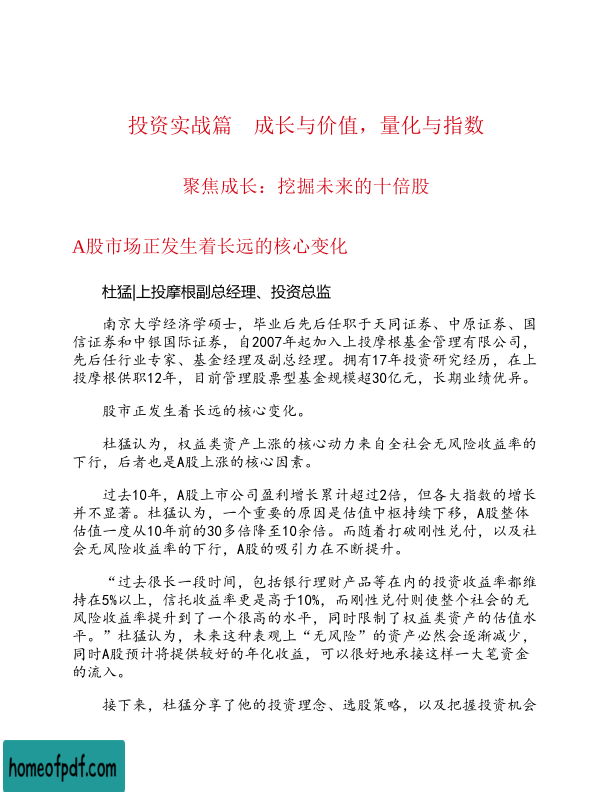 投资实战篇　成长与价值，量化与指数
聚焦成长：挖掘未来的十倍股
A股市场正发生着长远的核心变化
杜猛|上投摩根副总经理、投资总监
南京大学经济学硕士，毕业后先后任职于天同证券、中原证券、国
信证券和中银国际证券，自2007年起加入上投摩根基金管理有限公司，
先后任行业专家、基金经理及副总经理。拥有17年投资研究经历，在上
投摩根供职12年，目前管理股票型基金规模超30亿元，长期业绩优异。
股市正发生着长远的核心变化。
杜猛认为，权益类资产上涨的核心动力来自全社会无风险收益率的
下行，后者也是A股上涨的核心因素。
过去10年，A股上市公司盈利增长累计超过2倍，但各大指数的增长
并不显著。杜猛认为，一个重要的原因是估值中枢持续下移，A股整体
估值一度从10年前的30多倍降至10余倍。而随着打破刚性兑付，以及社
会无风险收益率的下行，A股的吸引力在不断提升。
“过去很长一段时间，包括银行理财产品等在内的投资收益率都维
持在5%以上，信托收益率更是高于10%，而刚性兑付则使整个社会的无
风险收益率提升到了一个很高的水平，同时限制了权益类资产的估值水
平。”杜猛认为，未来这种表观上“无风险”的资产必然会逐渐减少，
同时A股预计将提供较好的年化收益，可以很好地承接这样一大笔资金
的流入。
接下来，杜猛分享了他的投资理念、选股策略，以及把握投资机会
homeofpdf.com